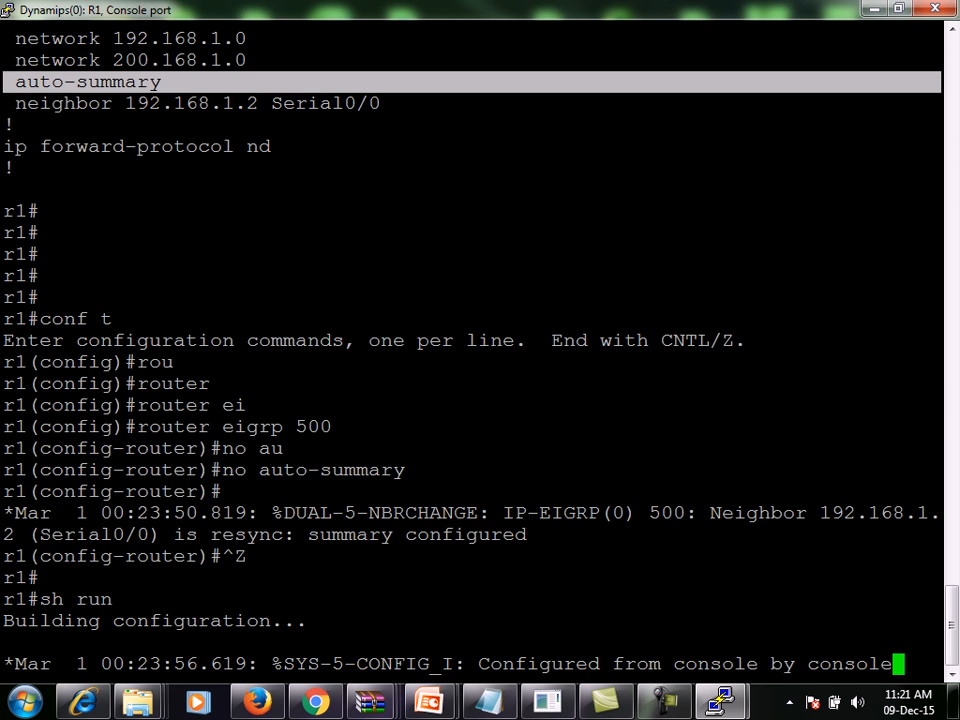 Dynamips(0): R1, Console port
 network 192.168.1.0
 network 200.168.1.0
 auto-summary
 neighbor 192.168.1.2 Serial0/0
!
ip forward-protocol nd
!
r1#
r1#
r1#
r1#
r1#
r1#conf t
Enter configuration commands, one per line.  End with CNTL/Z.
r1(config)#rou
r1(config)#router
r1(config)#router ei
r1(config)#router eigrp 500
r1(config-router)#no au
r1(config-router)#no auto-summary
r1(config-router)#
*Mar  1 00:23:50.819: %DUAL-5-NBRCHANGE: IP-EIGRP(0) 500: Neighbor 192.168.1.
2 (Serial0/0) is resync: summary configured
r1(config-router)#^Z
r1#
r1#sh run
Building configuration...
*Mar  1 00:23:56.619: %SYS-5-CONFIG_I: Configured from console by console
11:21 AM
09-Dec-15